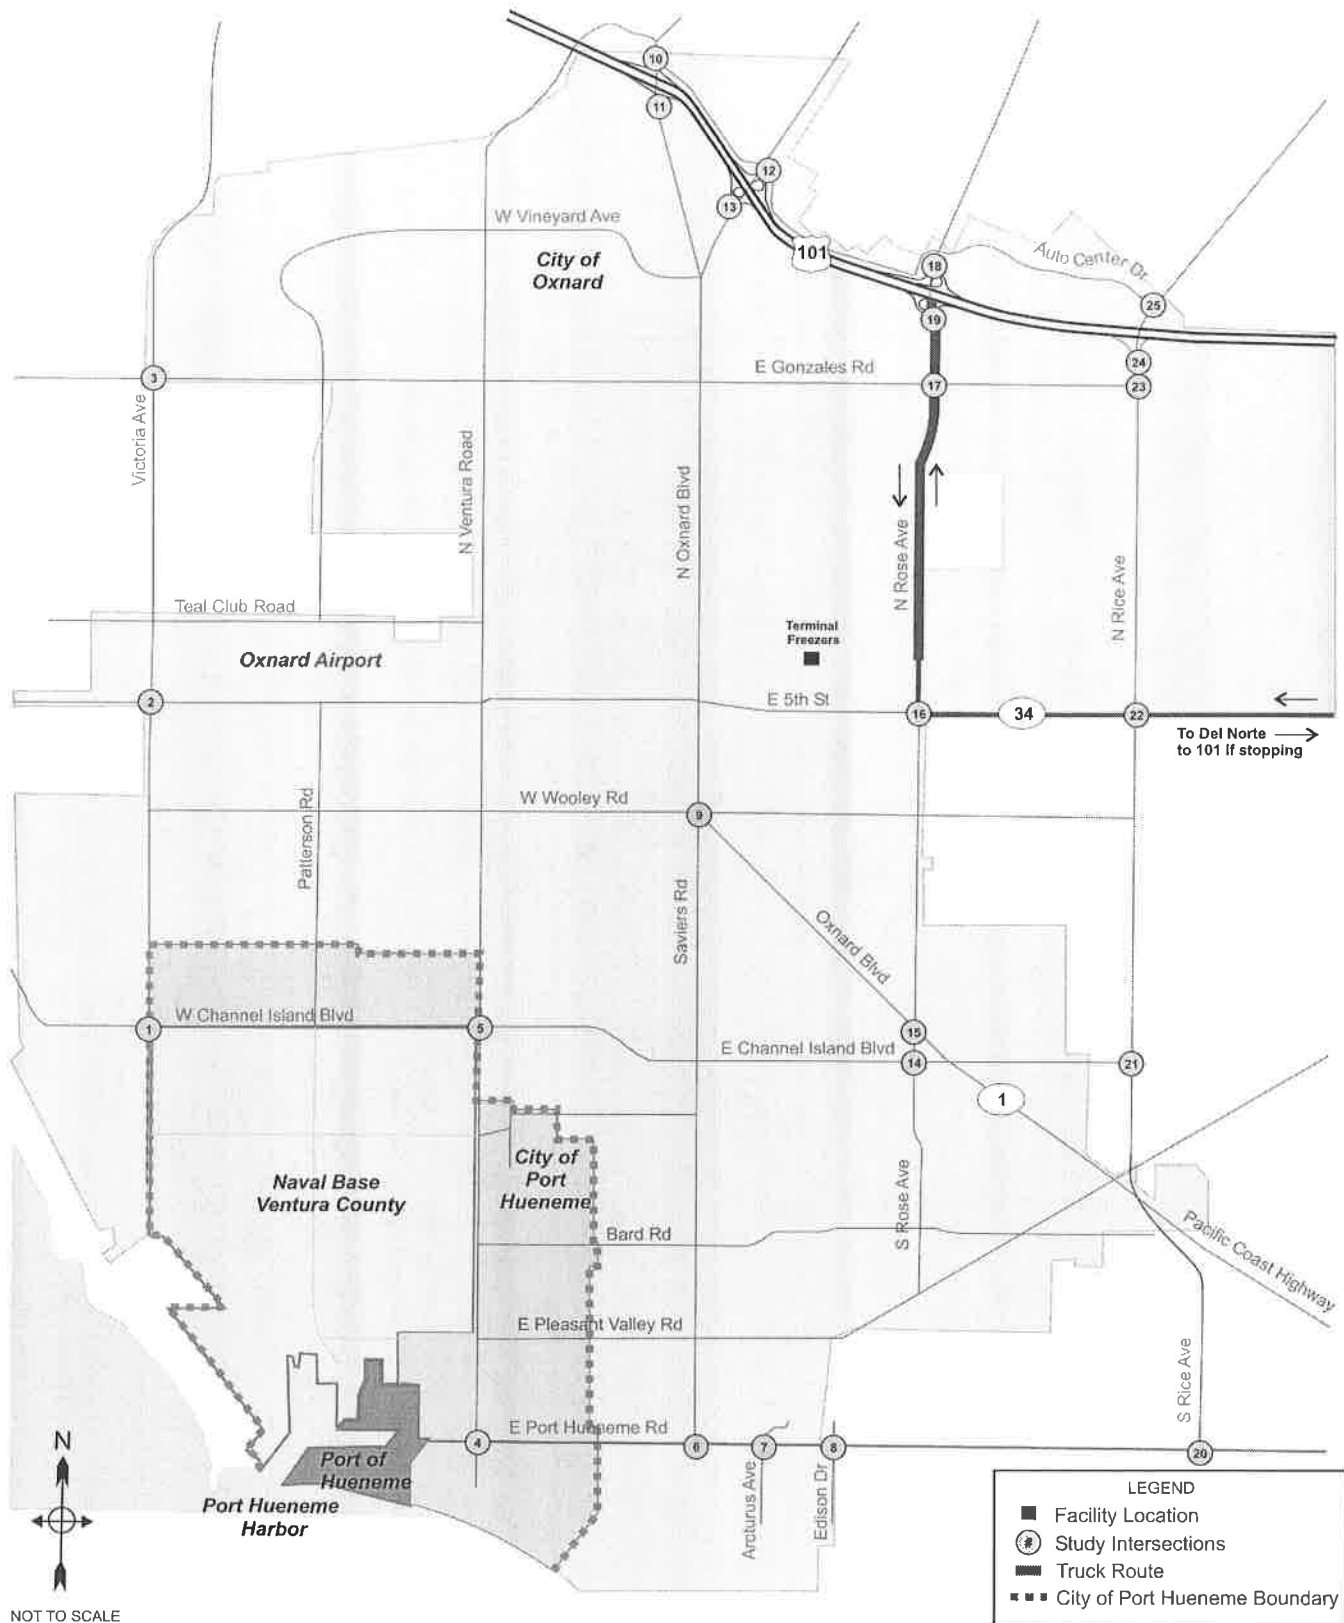 10
11
12
13
W Vineyard Ave
City of
Oxnard
101
18
Auto Center Dr
25
19
24
3
E Gonzales Rd
17
23
Victoria Ave
N Ventura Road
N Oxnard Blvd
N Rose Ave
N Rice Ave
Teal Club Road
Terminal
Freezers
Oxnard Airport
2
E 5th St
16
34
22
To Del Norte
to 101 if stopping
W Wooley Rd
9
Patterson Rd
Saviers Rd
Oxnard Blvd
W Channel Island Blvd
1
5
15
E Channel Island Blvd
14
21
1
City of
Port
Hueneme
Naval Base
Ventura County
S Rose Ave
Bard Rd
Pacific Coast Highway
E Pleasant Valley Rd
S Rice Ave
E Port Hueneme Rd
4
6
7
8
20
N
Port of
Hueneme
Port Hueneme
Harbor
Arcturus Ave
Edison Dr
LEGEND
Facility Location
# Study Intersections
Truck Route
City of Port Hueneme Boundary
NOT TO SCALE